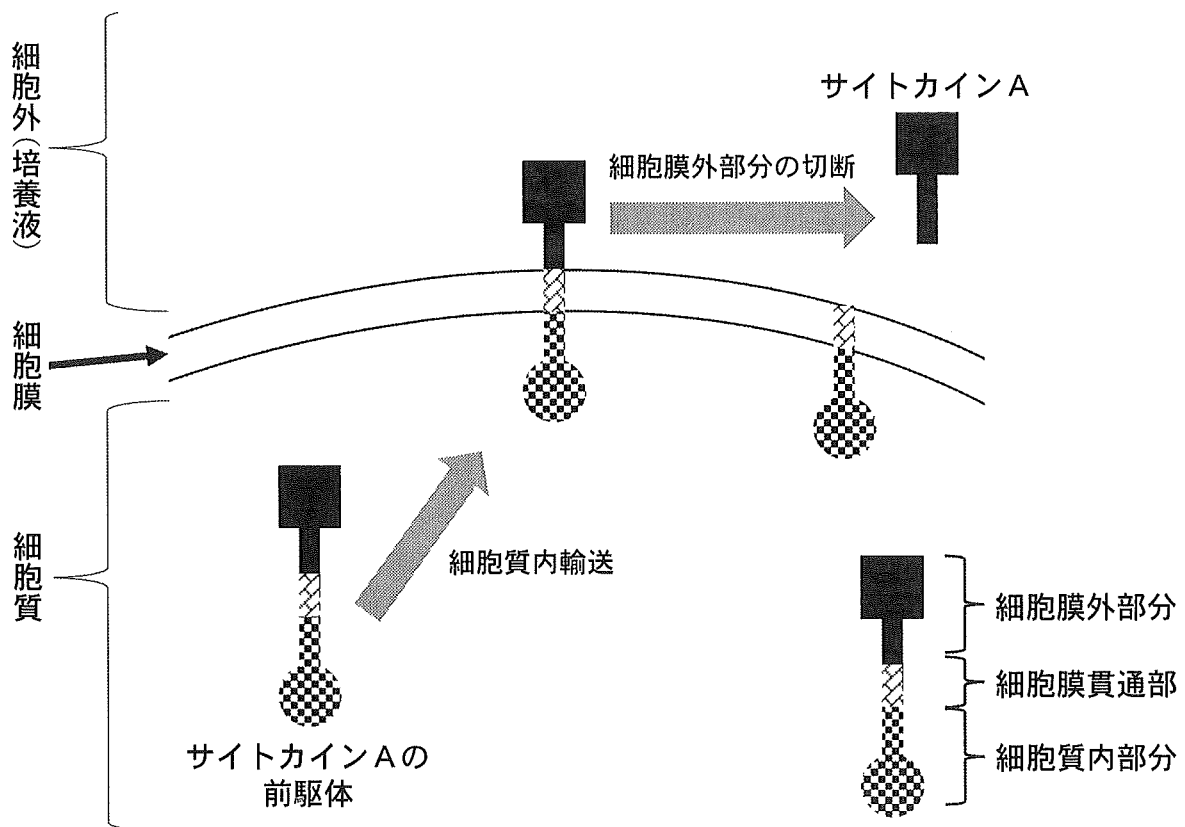 細胞外（培養液）
サイトカインA
細胞膜外部分の切断
細胞膜
細胞質
細胞質内輸送
サイトカインAの
前駆体
細胞膜外部分
細胞膜貫通部
細胞質内部分